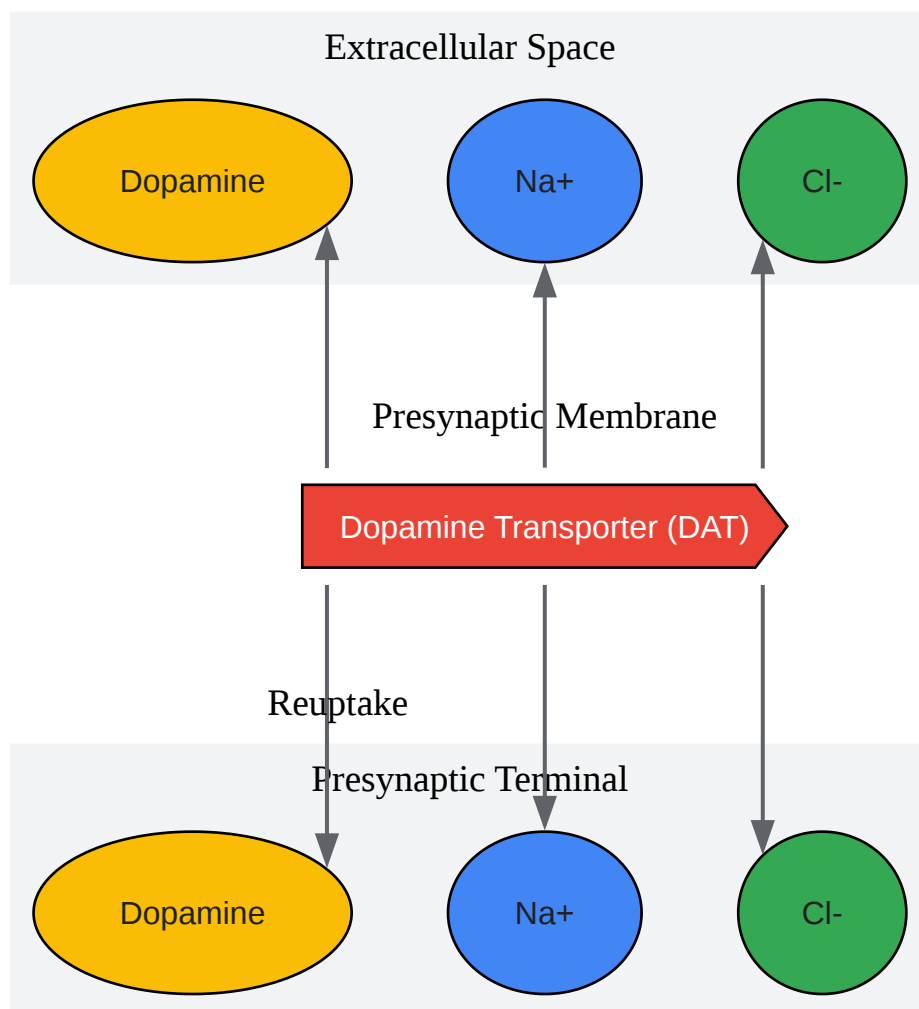 Extracellular Space
Dopamine
Na+
Cl-
Presynaptic Membrane
Dopamine Transporter (DAT)
Reuptake
Presynaptic Terminal
Dopamine
Na+
Cl-